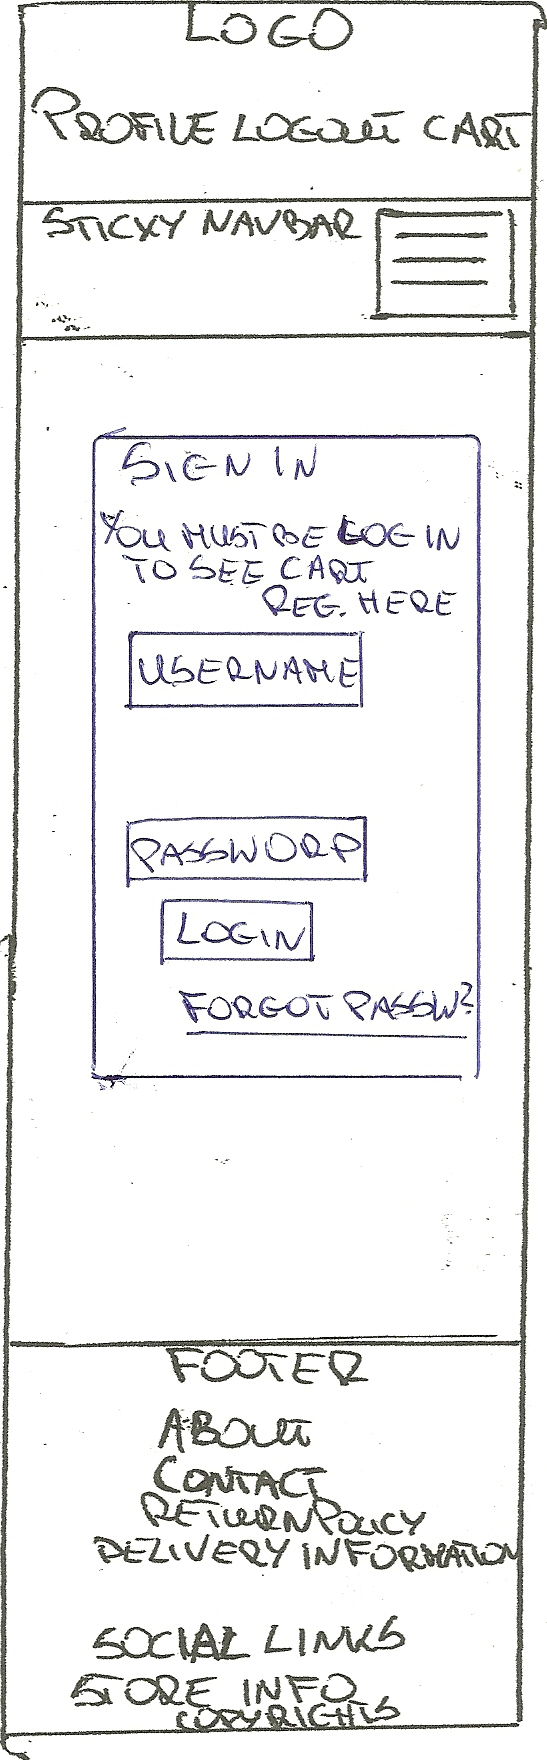 LOGO
PROFILE LOGOUT CART
STICKY NAVBAR
SIGN IN
YOU MUST BE LOG IN
TO SEE CART
REG. HERE
USERNAME
PASSWORD
LOGIN
FORGOT PASSW?
FOOTER
ABOUT
CONTACT
RETURN POLICY
DELIVERY INFORMATION
SOCIAL LINKS
STORE INFO
COPYRIGHTS